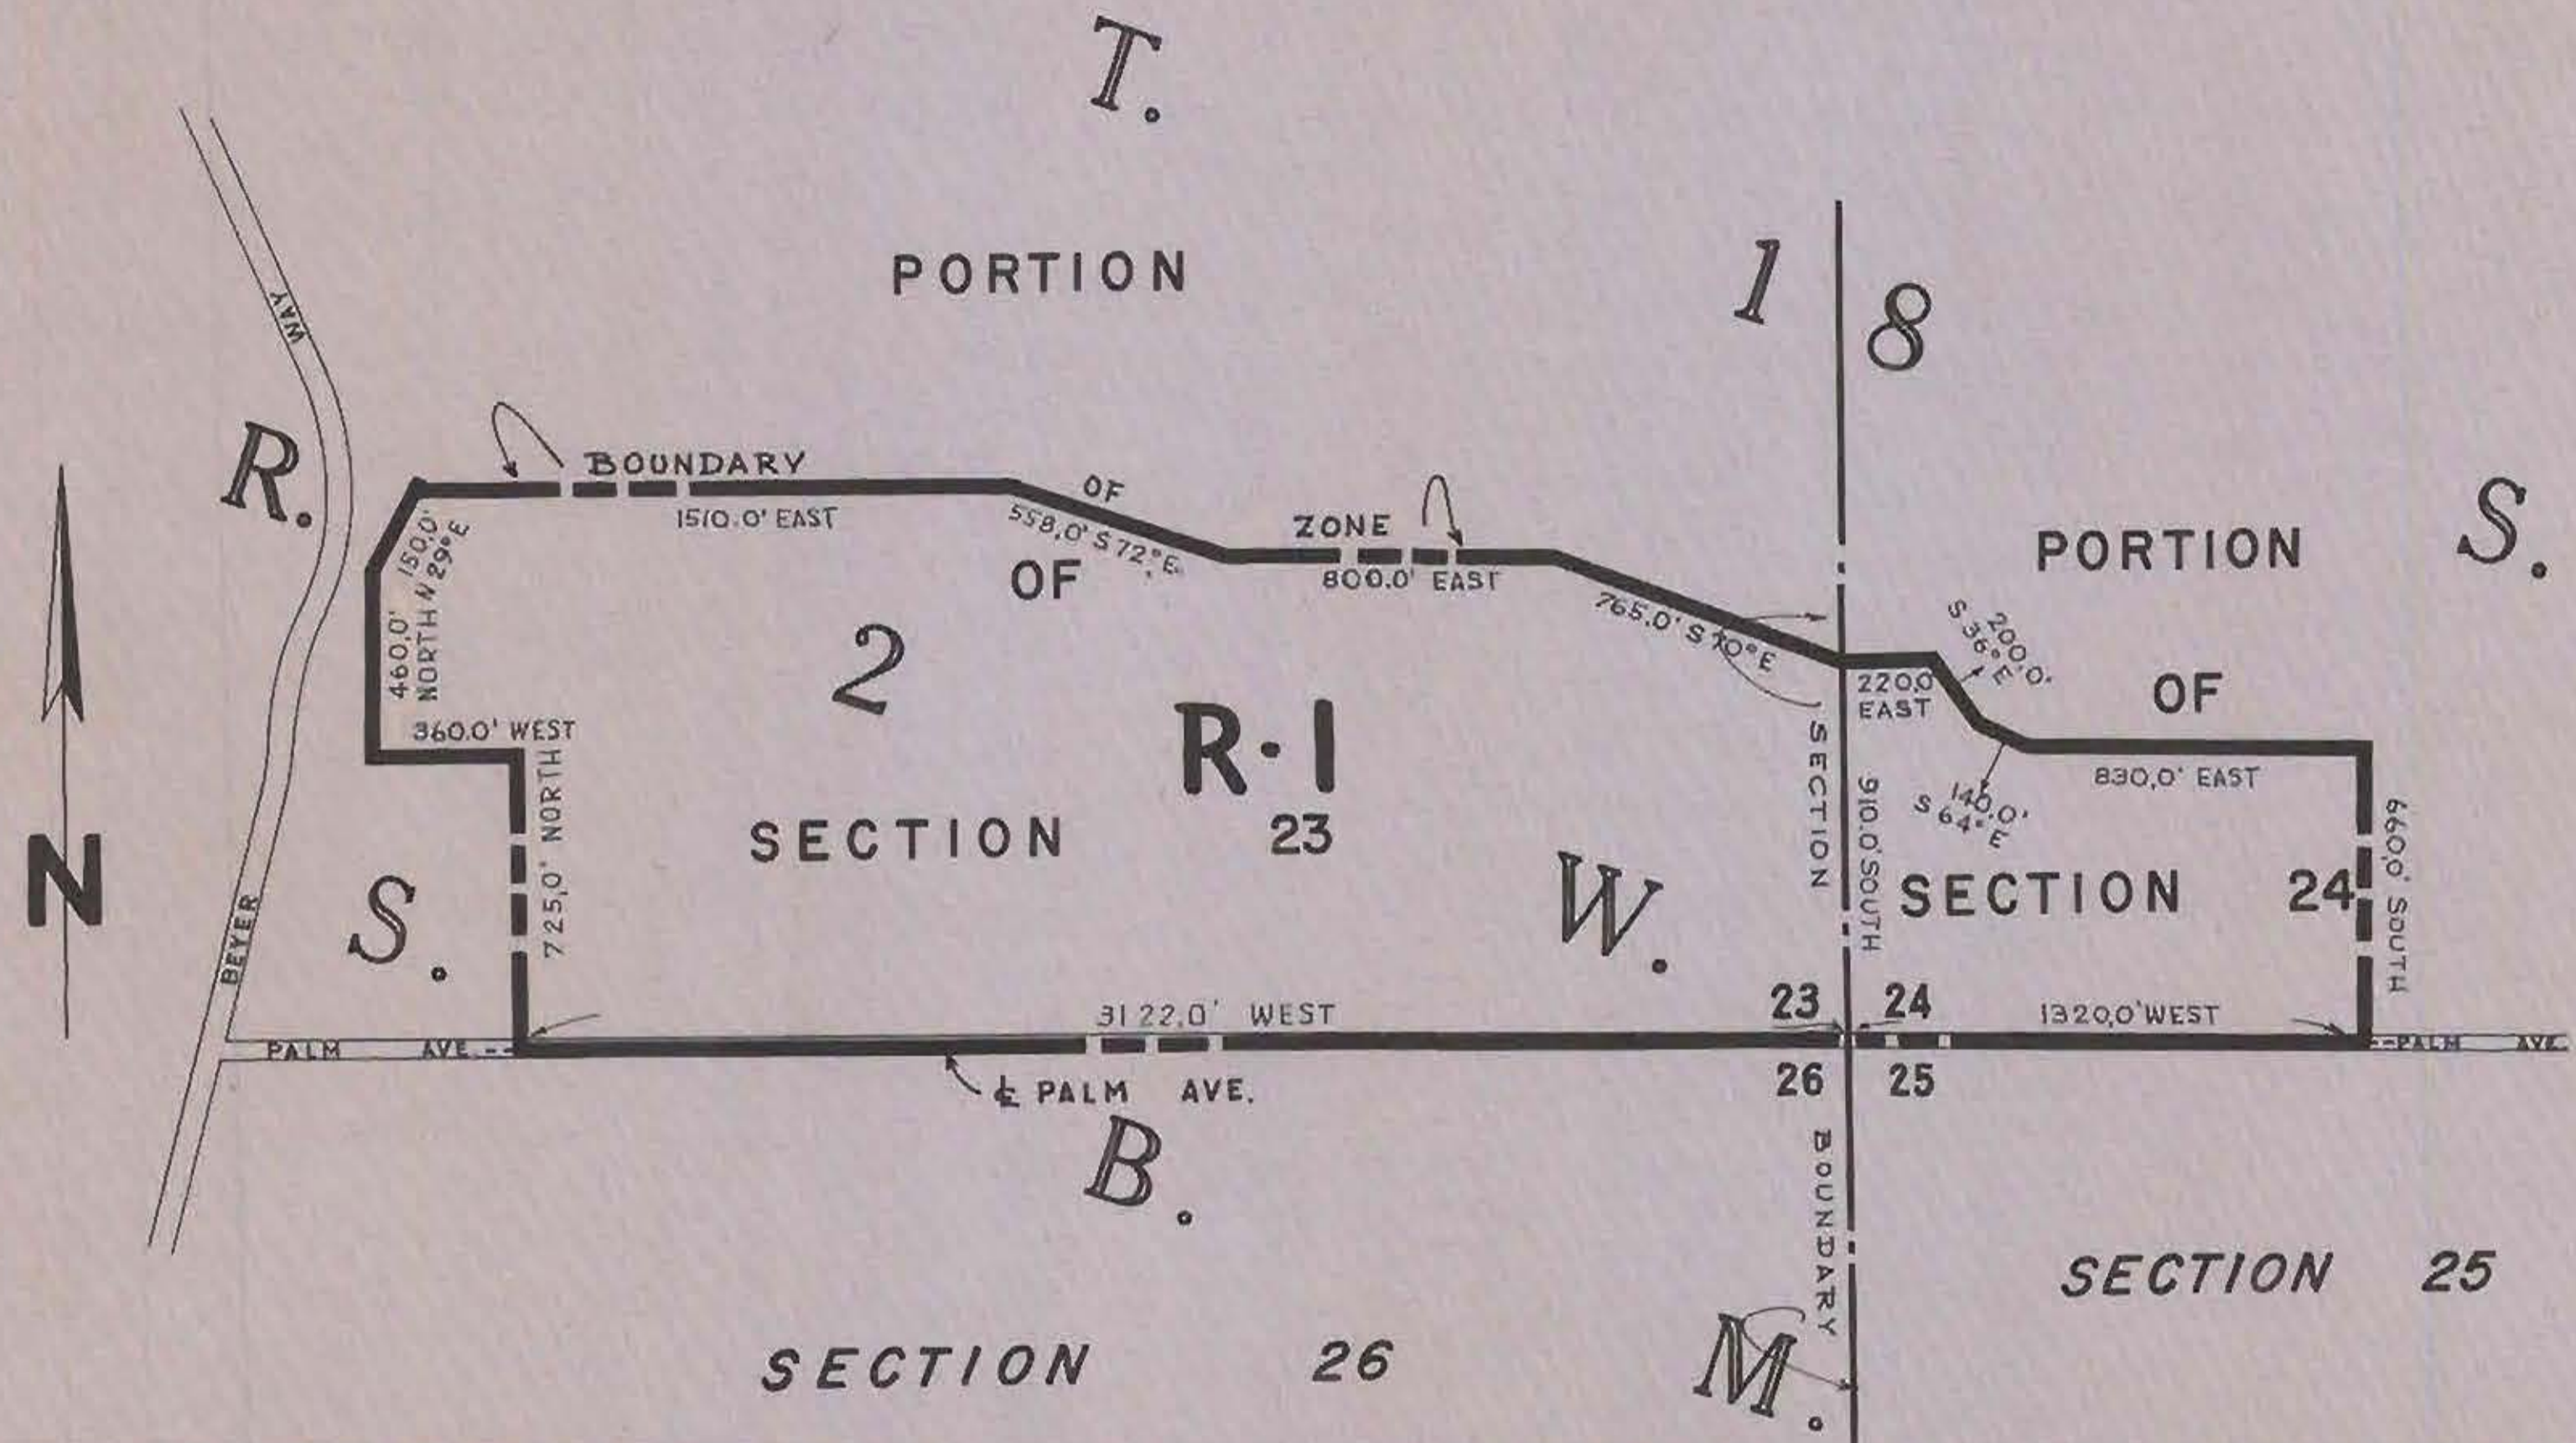 T.
PORTION
1 8
WAY
R.
BOUNDARY
OF
ZONE
1510.0' EAST
558.0' S 72° E.
800.0' EAST
150.0'
N 29° E
460.0'
NORTH
OF
PORTION
S.
765.0' S 70° E
200.0'
S 36° E
220.0
EAST
OF
2
R-1
360.0' WEST
725.0' NORTH
SECTION 23
SECTION
910.0' SOUTH
140.0'
S 64° E
830.0' EAST
660.0' SOUTH
SECTION 24
N
S.
BEYER
W.
3122.0' WEST
23 24
1320.0' WEST
PALM AVE.
PALM AVE.
26 25
℄ PALM AVE.
B.
BOUNDARY
SECTION 25
SECTION 26
M.